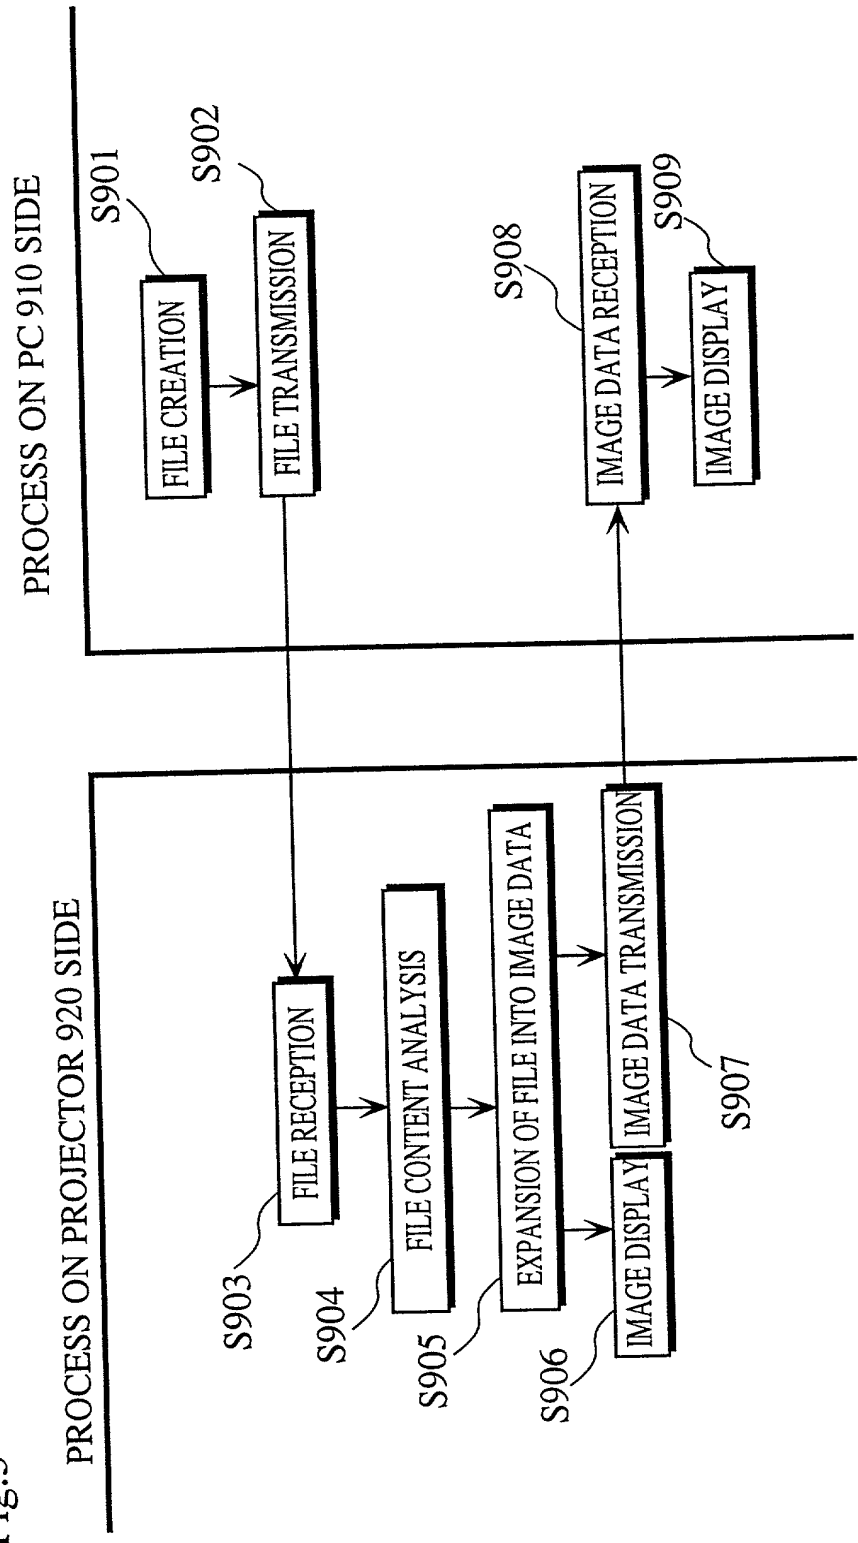 PROCESS ON PROJECTOR 920 SIDE
S903
FILE RECEPTION
S904
FILE CONTENT ANALYSIS
S905
EXPANSION OF FILE INTO IMAGE DATA
S906
IMAGE DISPLAY
IMAGE DATA TRANSMISSION
S907
PROCESS ON PC 910 SIDE
S901
FILE CREATION
S902
FILE TRANSMISSION
S908
IMAGE DATA RECEPTION
S909
IMAGE DISPLAY